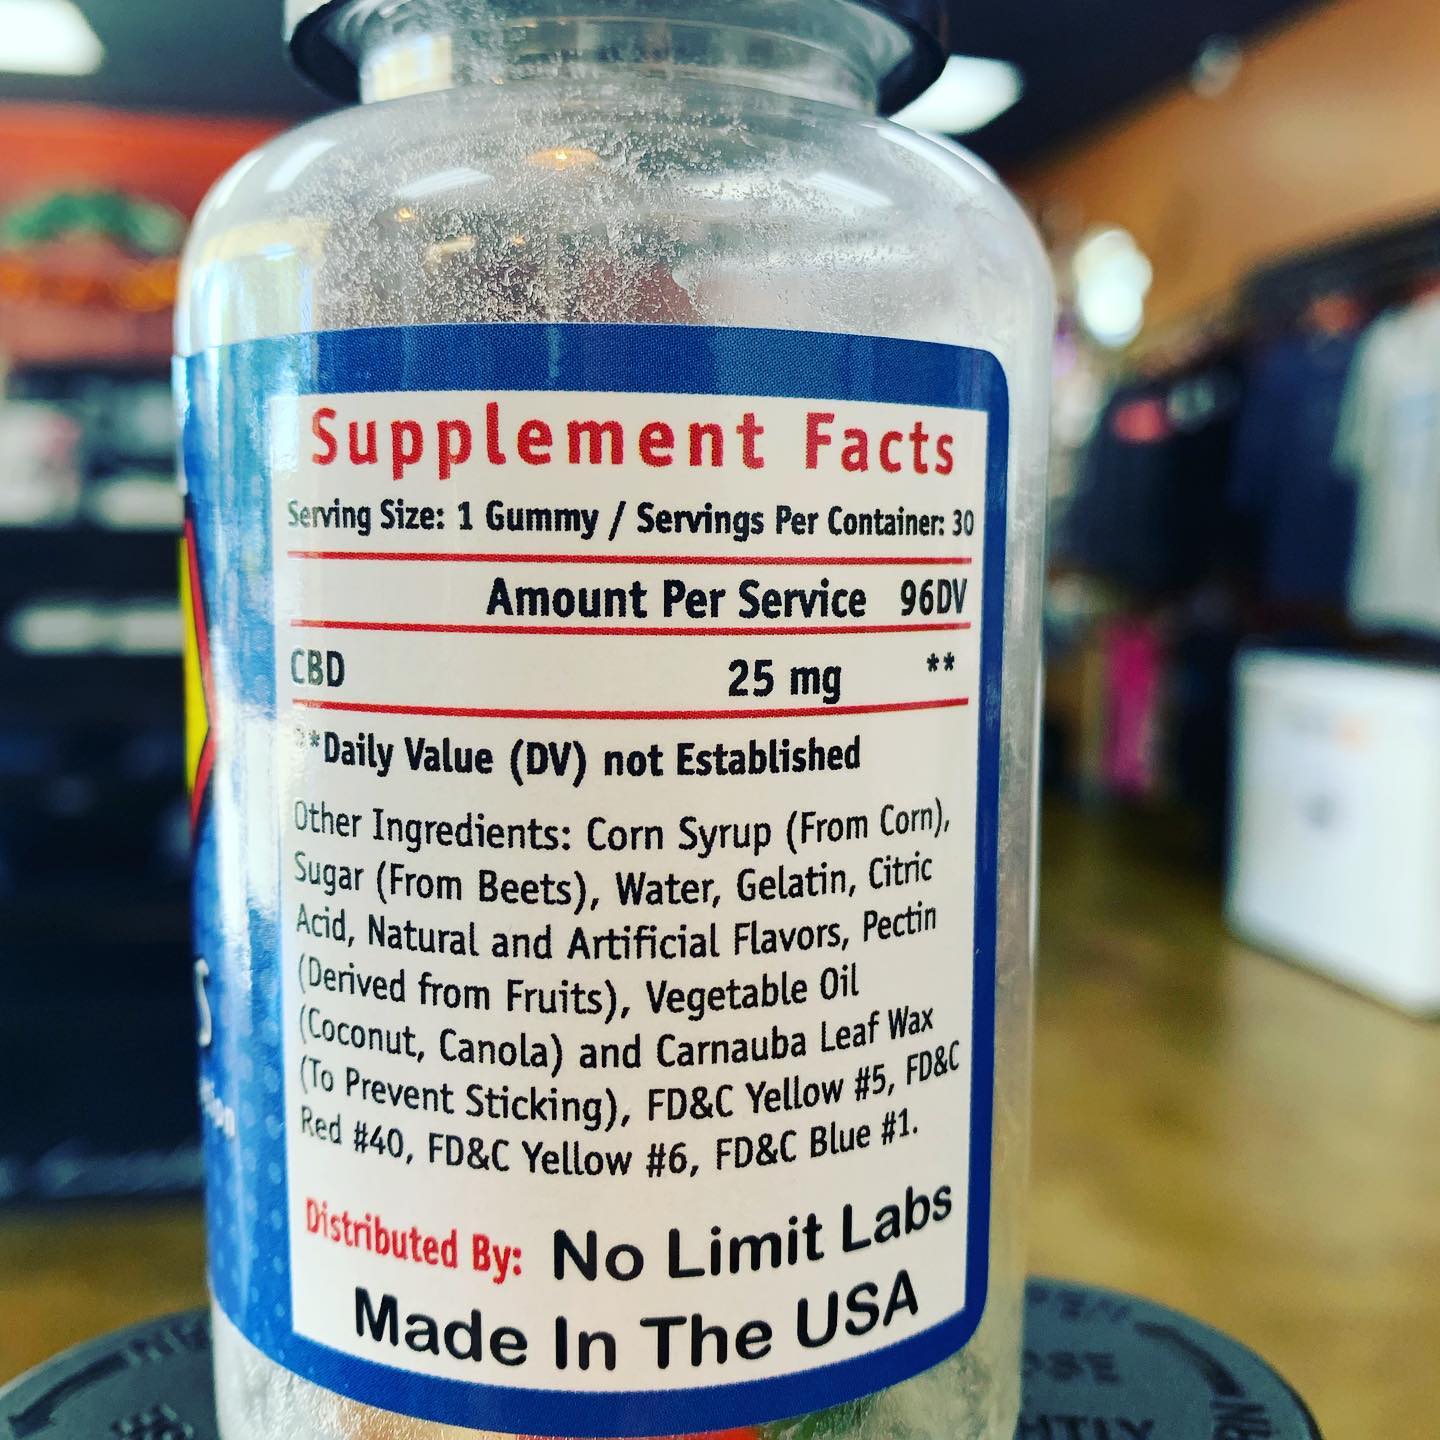 Supplement Facts
Serving Size: 1 Gummy / Servings Per Container: 30
Amount Per Service 96DV
CBD 25 mg **
**Daily Value (DV) not Established
Other Ingredients: Corn Syrup (From Corn),
Sugar (From Beets), Water, Gelatin, Citric
Acid, Natural and Artificial Flavors, Pectin
(Derived from Fruits), Vegetable Oil
(Coconut, Canola) and Carnauba Leaf Wax
(To Prevent Sticking), FD&C Yellow #5, FD&C
Red #40, FD&C Yellow #6, FD&C Blue #1.
Distributed By: No Limit Labs
Made In The USA